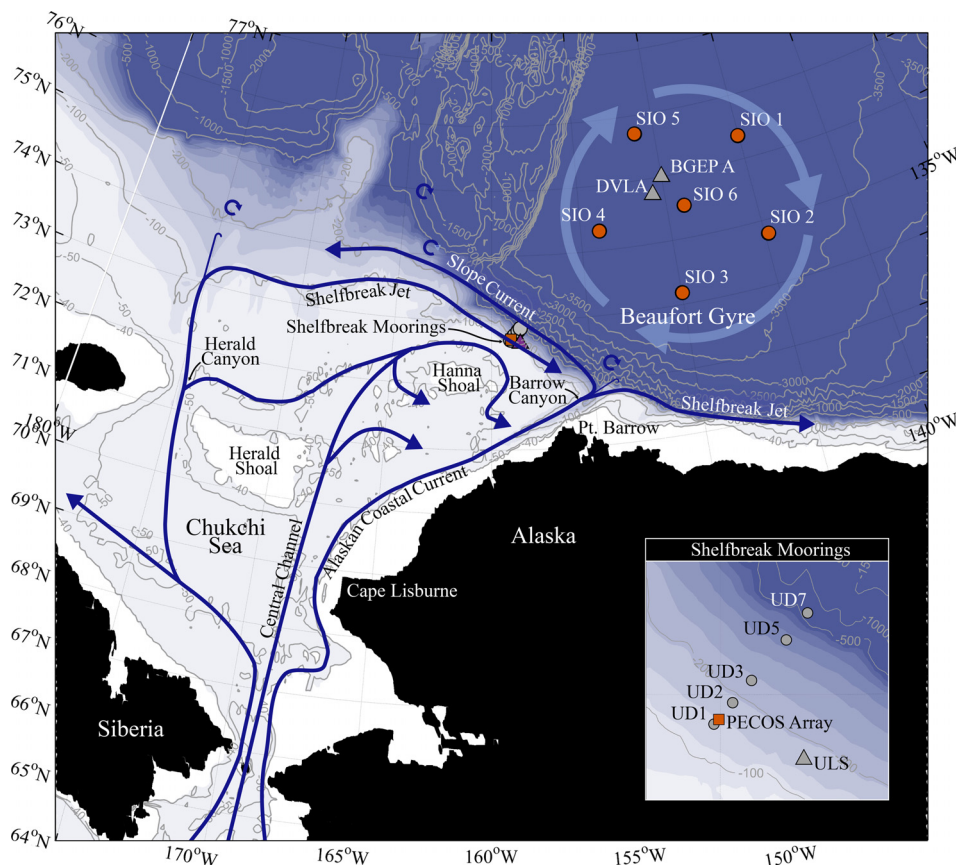 76°N
77°N
75°N
74°N
73°N
72°N
71°N
70°N
180°W
69°N
68°N
67°N
66°N
65°N
64°N
170°W
165°W
160°W
155°W
150°W
135°W
140°W
SIO 5
SIO 1
BGEP A
DVLA
SIO 6
SIO 4
SIO 2
SIO 3
Beaufort Gyre
Slope Current
Shelfbreak Jet
Shelfbreak Moorings
Herald
Canyon
Hanna
Shoal
Barrow
Canyon
Shelfbreak Jet
Pt. Barrow
Herald
Shoal
Chukchi
Sea
Central Channel
Alaskan Coastal Current
Alaska
Cape Lisburne
Siberia
Shelfbreak Moorings
UD7
UD5
UD3
UD2
UD1
PECOS Array
ULS
-1000
-500
-100